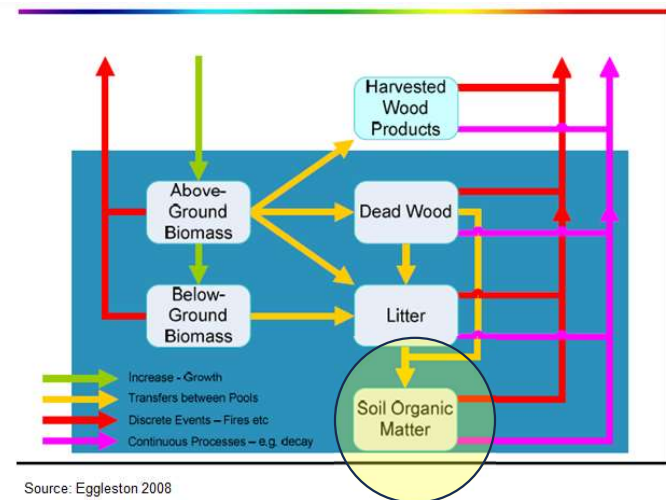 Harvested
Wood
Products
Above-
Ground
Biomass
Dead Wood
Below-
Ground
Biomass
Litter
Increase - Growth
Transfers between Pools
Discrete Events – Fires etc
Continuous Processes – e.g. decay
Soil Organic
Matter
Source: Eggleston 2008